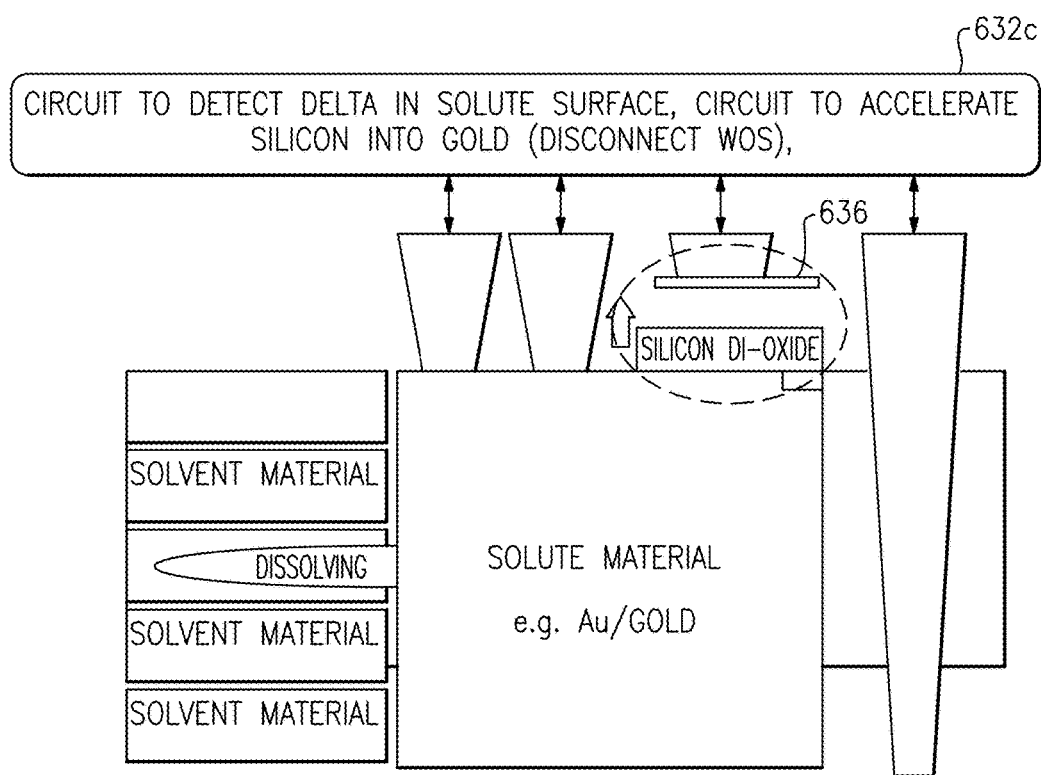 632c
CIRCUIT TO DETECT DELTA IN SOLUTE SURFACE, CIRCUIT TO ACCELERATE
SILICON INTO GOLD (DISCONNECT WOS),
636
SILICON DI-OXIDE
SOLVENT MATERIAL
DISSOLVING
SOLUTE MATERIAL
e.g. Au/GOLD
SOLVENT MATERIAL
SOLVENT MATERIAL